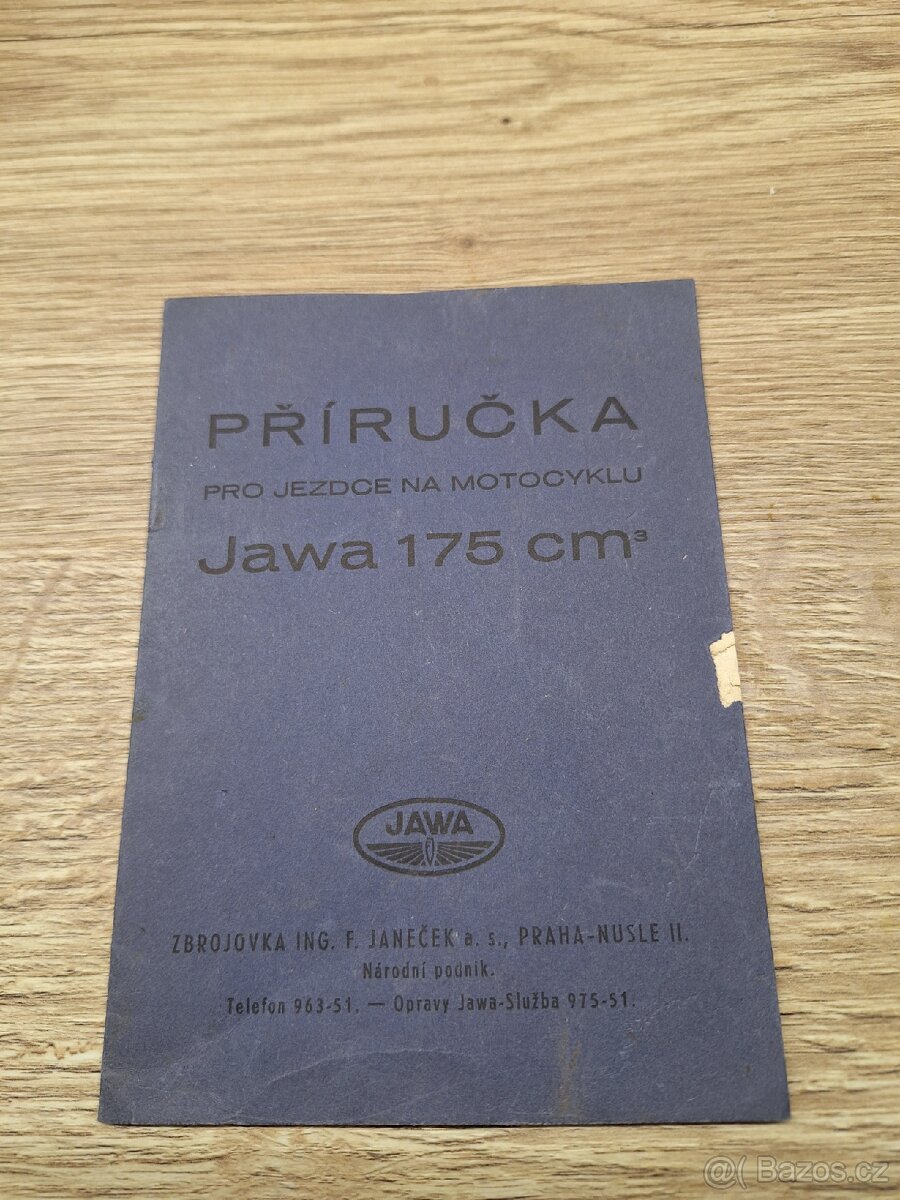 PŘÍRUČKA
PRO JEZDCE NA MOTOCYKLU
Jawa 175 cm³
JAWA
ZBROJOVKA ING. F. JANEČEK a. s., PRAHA-NUSLE II.
Národní podnik.
Telefon 963-51. — Opravy Jawa-Služba 975-51.
@( Bazos.cz